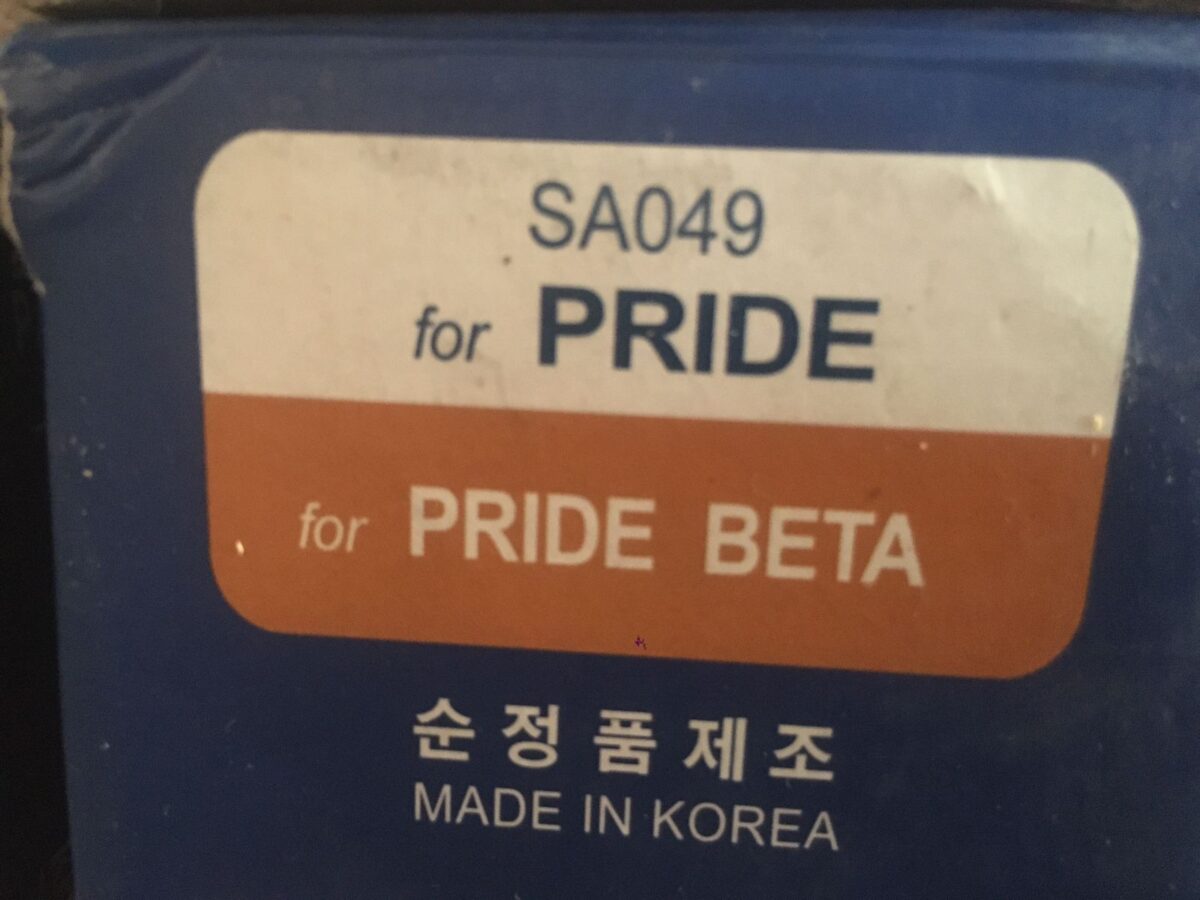 SA049
for PRIDE
for PRIDE BETA
순정품제조
MADE IN KOREA